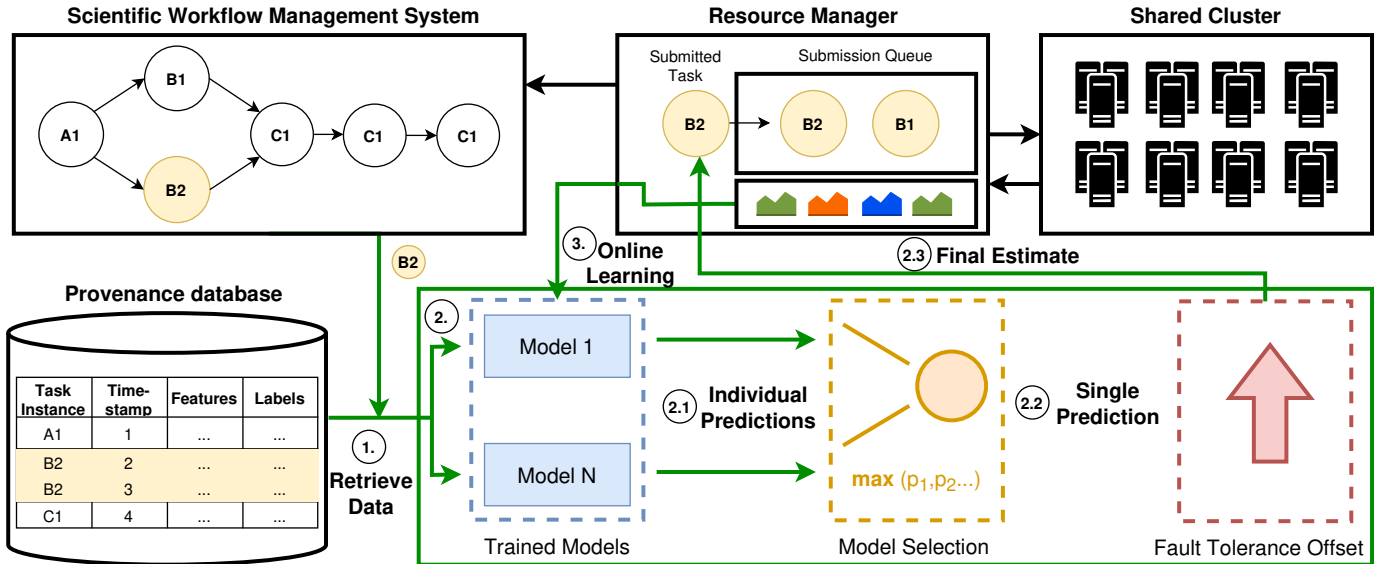 Scientific Workflow Management System
Resource Manager
Shared Cluster
A1
B1
B2
C1
C1
C1
Submitted
Task
Submission Queue
B2
B2
B1
B2
3. Online
Learning
2.3 Final Estimate
Provenance database
Task
Instance
Time-
stamp
Features
Labels
A1 1 ... ...
B2 2 ... ...
B2 3 ... ...
C1 4 ... ...
1.
Retrieve
Data
2.
Model 1
Model N
Trained Models
2.1 Individual
Predictions
max (p1,p2...)
Model Selection
2.2 Single
Prediction
Fault Tolerance Offset